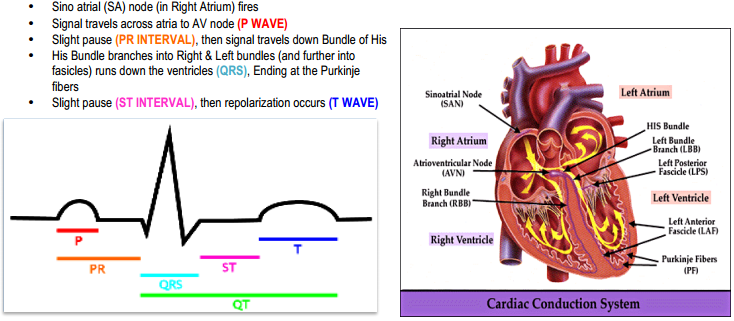 • Sino atrial (SA) node (in Right Atrium) fires
• Signal travels across atria to AV node (P WAVE)
• Slight pause (PR INTERVAL), then signal travels down Bundle of His
• His Bundle branches into Right & Left bundles (and further into
fasicles) runs down the ventricles (QRS), Ending at the Purkinje
fibers
• Slight pause (ST INTERVAL), then repolarization occurs (T WAVE)
P
PR
QRS
ST
T
QT
Sinoatrial Node
(SAN)
Right Atrium
Atrioventricular Node
(AVN)
Right Bundle
Branch (RBB)
Right Ventricle
Left Atrium
HIS Bundle
Left Bundle
Branch (LBB)
Left Posterior
Fascicle (LPS)
Left Ventricle
Left Anterior
Fascicle (LAF)
Purkinje Fibers
(PF)
Cardiac Conduction System